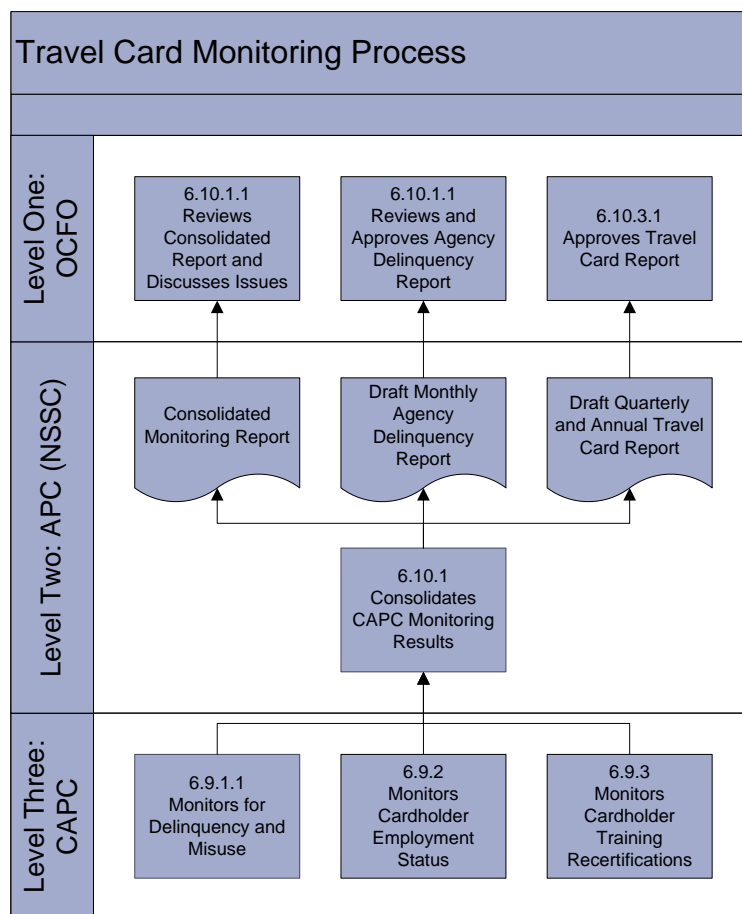 Travel Card Monitoring Process
Level One:
OCFO
6.10.1.1
Reviews
Consolidated
Report and
Discusses Issues
6.10.1.1
Reviews and
Approves Agency
Delinquency
Report
6.10.3.1
Approves Travel
Card Report
Level Two: APC (NSSC)
Consolidated
Monitoring Report
Draft Monthly
Agency
Delinquency
Report
Draft Quarterly
and Annual Travel
Card Report
6.10.1
Consolidates
CAPC Monitoring
Results
Level Three:
CAPC
6.9.1.1
Monitors for
Delinquency and
Misuse
6.9.2
Monitors
Cardholder
Employment
Status
6.9.3
Monitors
Cardholder
Training
Recertifications